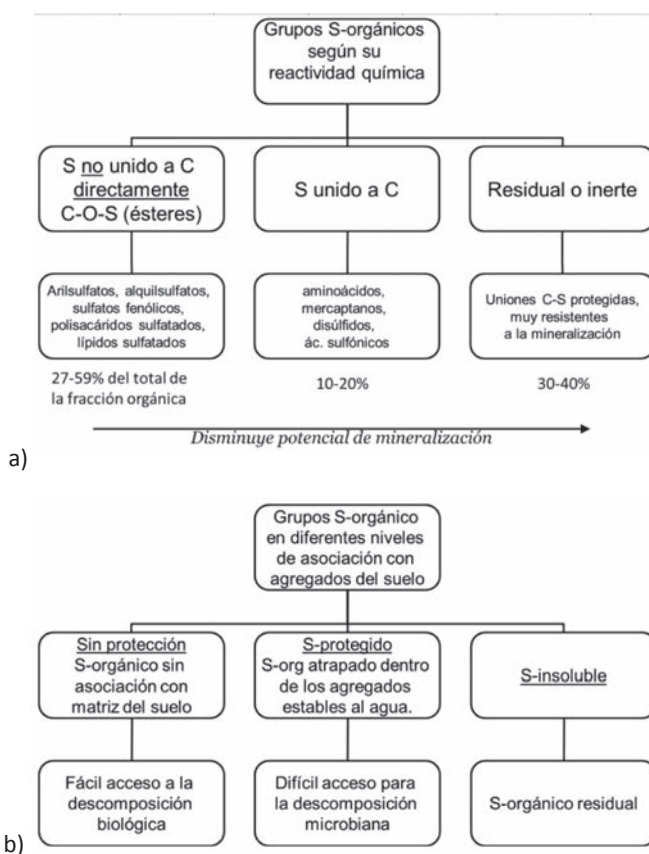 Grupos S-orgánicos
según su
reactividad química
S no unido a C
directamente
C-O-S (ésteres)
S unido a C
Residual o inerte
Arilsulfatos, alquilsulfatos,
sulfatos fenólicos,
polisacáridos sulfatados,
lípidos sulfatados
aminoácidos,
mercaptanos,
disúlfidos,
ác. sulfónicos
Uniones C-S protegidas,
muy resistentes
a la mineralización
27-59% del total de
la fracción orgánica
10-20%
30-40%
Disminuye potencial de mineralización
a)
Grupos S-orgánico
en diferentes niveles
de asociación con
agregados del suelo
Sin protección
S-orgánico sin
asociación con
matriz del suelo
S-protegido
S-org atrapado dentro
de los agregados
estables al agua.
S-insoluble
Fácil acceso a la
descomposición
biológica
Difícil acceso para
la descomposición
microbiana
S-orgánico residual
b)